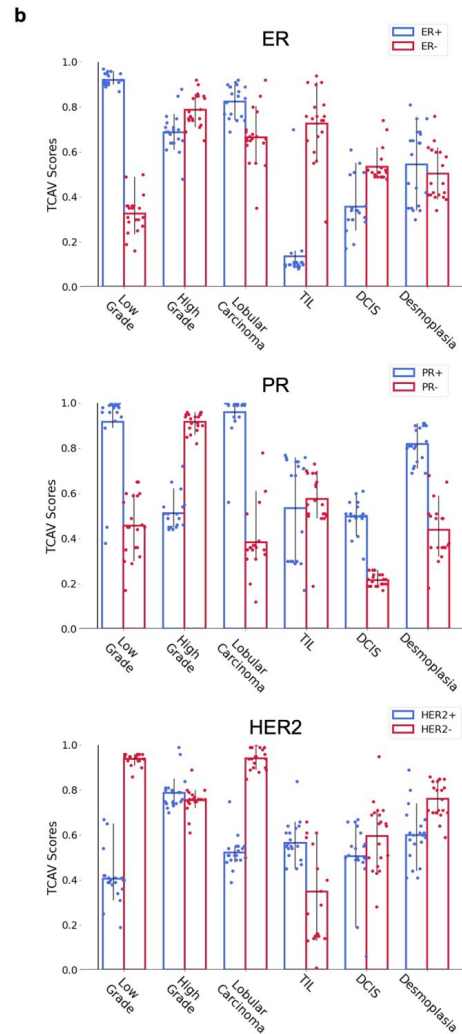 b
ER
ER+
ER-
TCAV Scores
1.0
0.8
0.6
0.4
0.2
0.0
Low
Grade
High
Grade
Lobular
Carcinoma
TIL
DCIS
Desmoplasia
PR
PR+
PR-
TCAV Scores
1.0
0.8
0.6
0.4
0.2
0.0
Low
Grade
High
Grade
Lobular
Carcinoma
TIL
DCIS
Desmoplasia
HER2
HER2+
HER2-
TCAV Scores
1.0
0.8
0.6
0.4
0.2
0.0
Low
Grade
High
Grade
Lobular
Carcinoma
TIL
DCIS
Desmoplasia